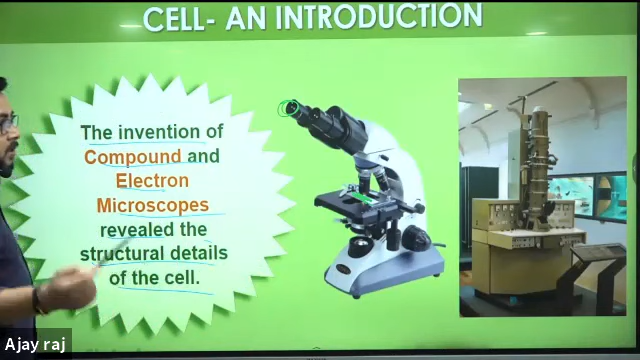 CELL- AN INTRODUCTION
The invention of
Compound and
Electron
Microscopes
revealed the
structural details
of the cell.
Ajay raj